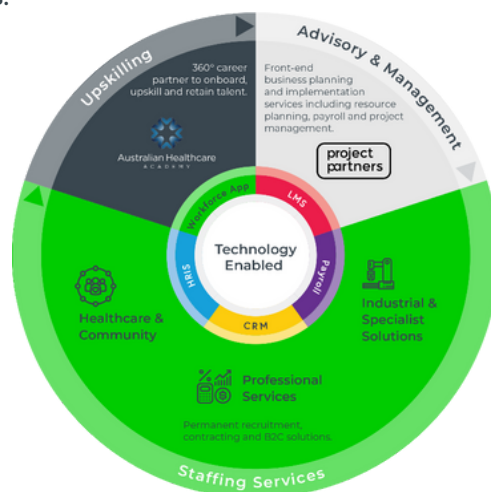 s.
Upskilling
Advisory & Management
360° career
partner to onboard,
upskill and retain talent.
Australian Healthcare
ACADEMY
Front-end
business planning
and implementation
services including resource
planning, payroll and project
management.
project
partners
Workforce App
LMS
HRIS
Payroll
CRM
Technology
Enabled
Healthcare &
Community
Industrial &
Specialist
Solutions
Professional
Services
Permanent recruitment,
contracting and B2C solutions.
Staffing Services